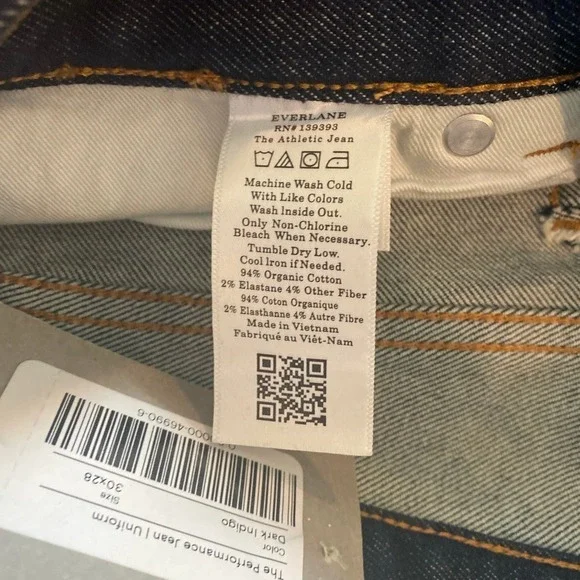 EVERLANE
RN# 139393
The Athletic Jean
Machine Wash Cold
With Like Colors
Wash Inside Out.
Only Non-Chlorine
Bleach When Necessary.
Tumble Dry Low.
Cool Iron if Needed.
94% Organic Cotton
2% Elastane 4% Other Fiber
94% Coton Organique
2% Elasthanne 4% Autre Fibre
Made in Vietnam
Fabriqué au Viêt-Nam
The Performance Jean | Uniform
Color
Dark Indigo
Size
30x28